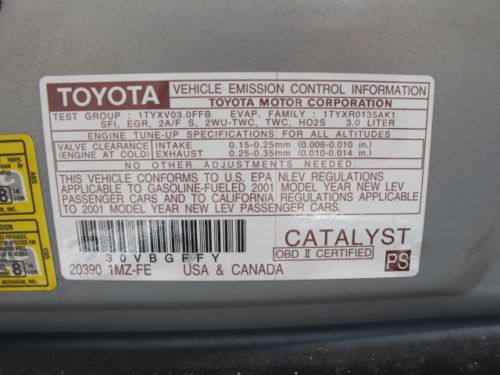 TOYOTA
VEHICLE EMISSION CONTROL INFORMATION
TOYOTA MOTOR CORPORATION
TEST GROUP : 1TYXV03.0FFB EVAP. FAMILY : 1TYXR0135AK1
SFI, EGR, 2A/F S, 2WU-TWC, TWC, HO2S 3.0 LITER
ENGINE TUNE-UP SPECIFICATIONS FOR ALL ALTITUDES
VALVE CLEARANCE INTAKE 0.15-0.25mm (0.006-0.010 in.)
(ENGINE AT COLD) EXHAUST 0.25-0.35mm (0.010-0.014 in.)
NO OTHER ADJUSTMENTS NEEDED.
THIS VEHICLE CONFORMS TO U.S. EPA NLEV REGULATIONS
APPLICABLE TO GASOLINE-FUELED 2001 MODEL YEAR NEW LEV
PASSENGER CARS AND TO CALIFORNIA REGULATIONS APPLICABLE
TO 2001 MODEL YEAR NEW LEV PASSENGER CARS.
30VBGFFY
CATALYST
OBD II CERTIFIED
20390 1MZ-FE USA & CANADA
PS